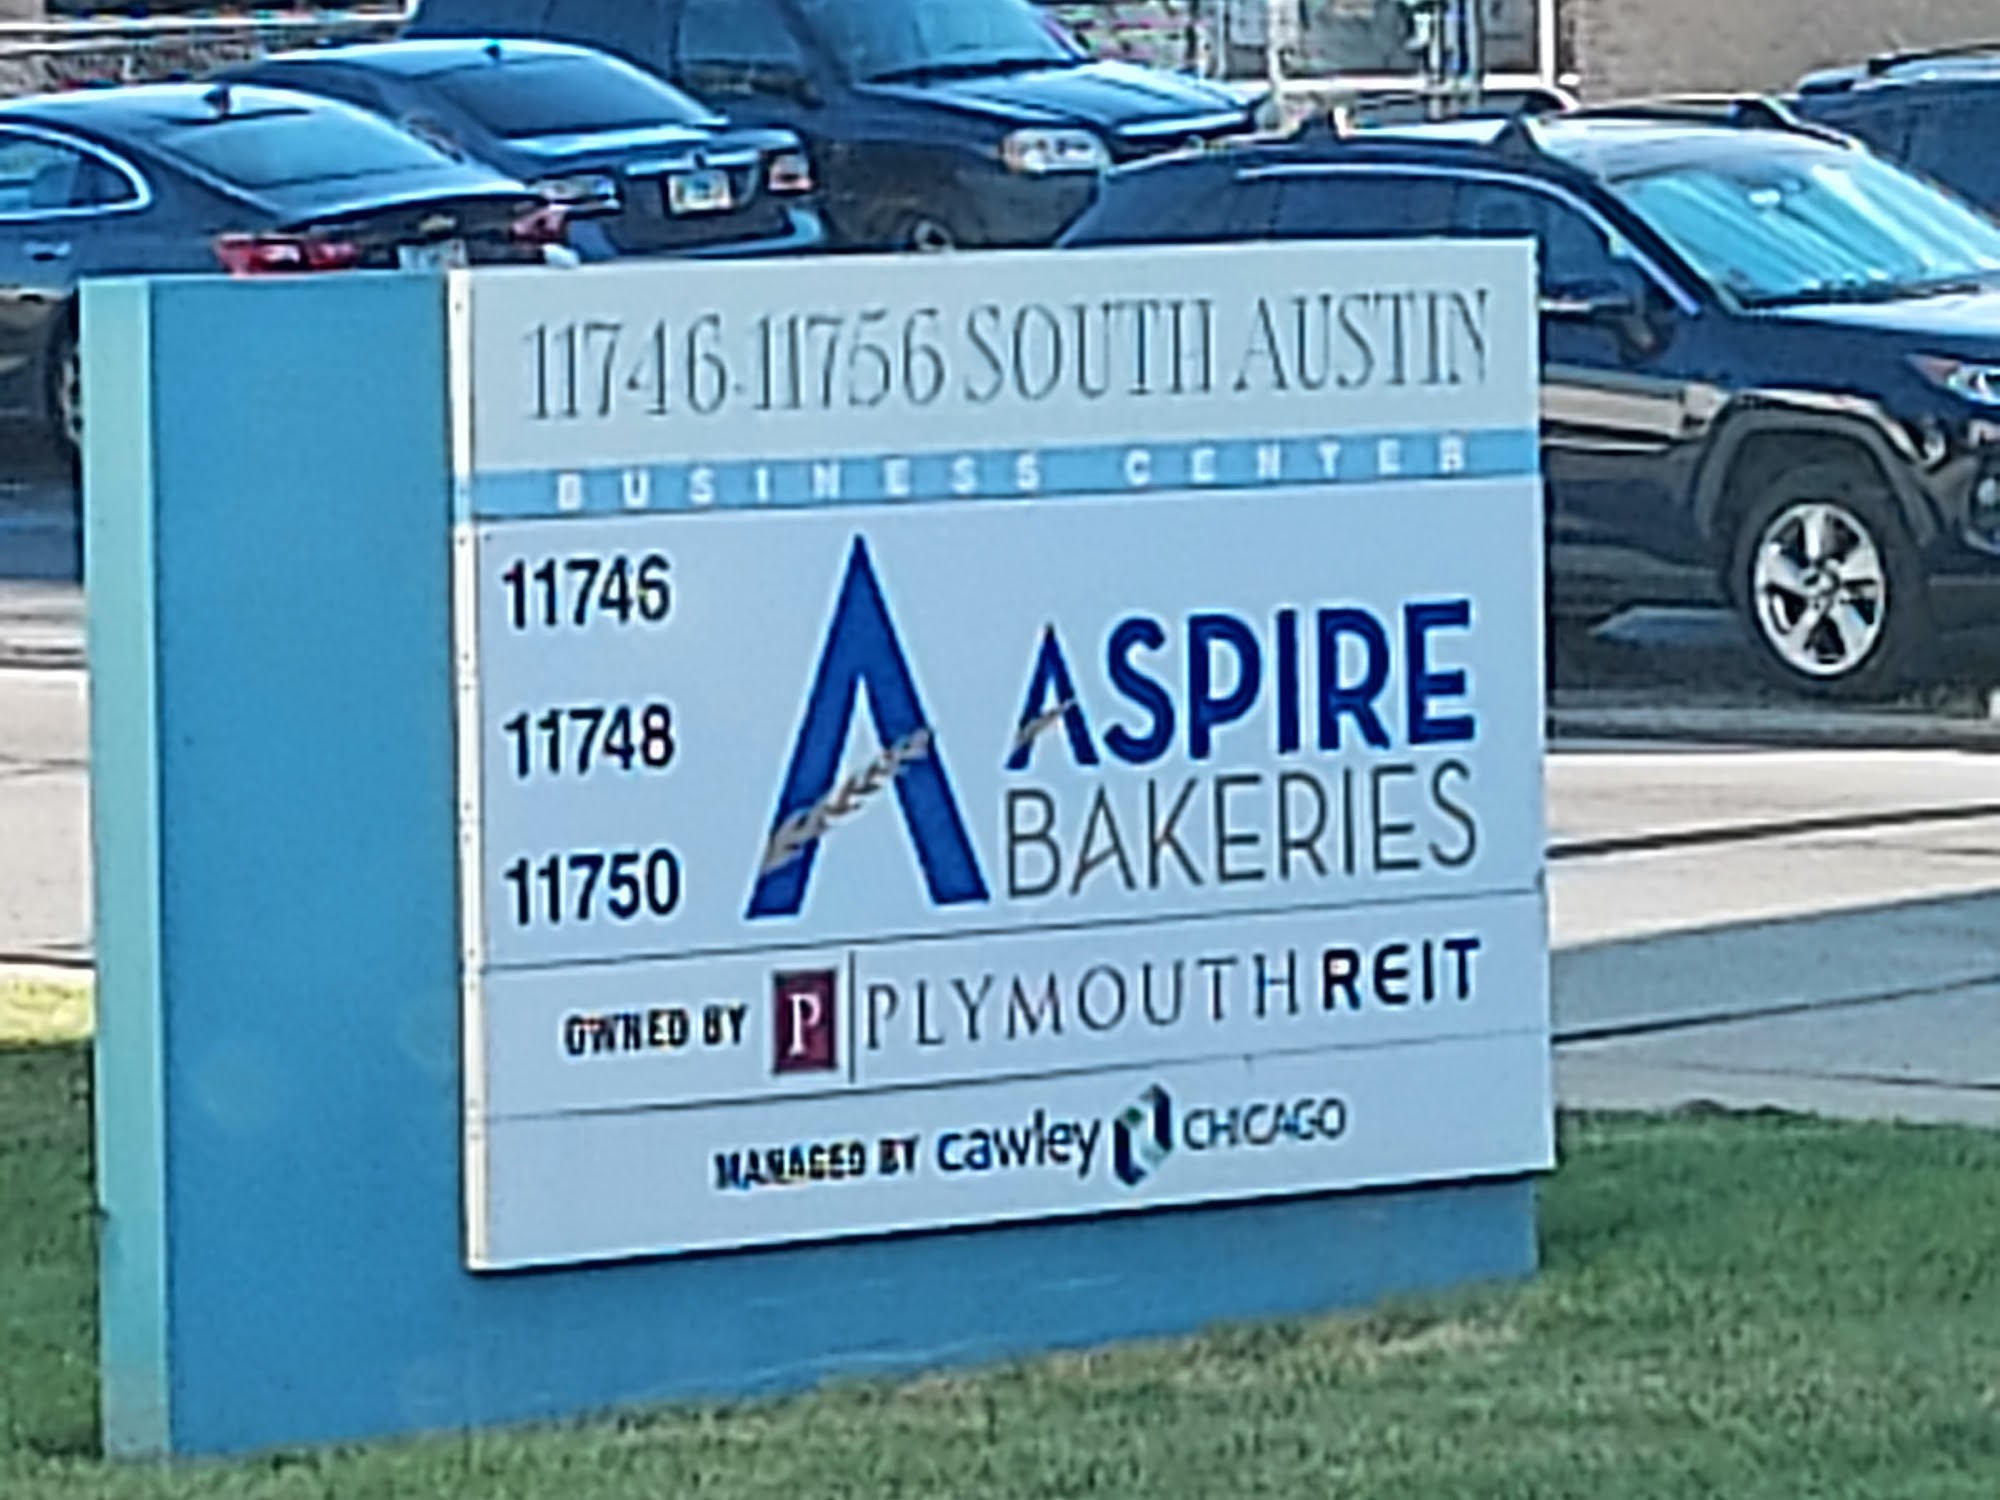 11746-11756 SOUTH AUSTIN
BUSINESS CENTER
11746
11748
11750
ASPIRE
BAKERIES
OWNED BY P PLYMOUTH REIT
MANAGED BY cawley CHICAGO